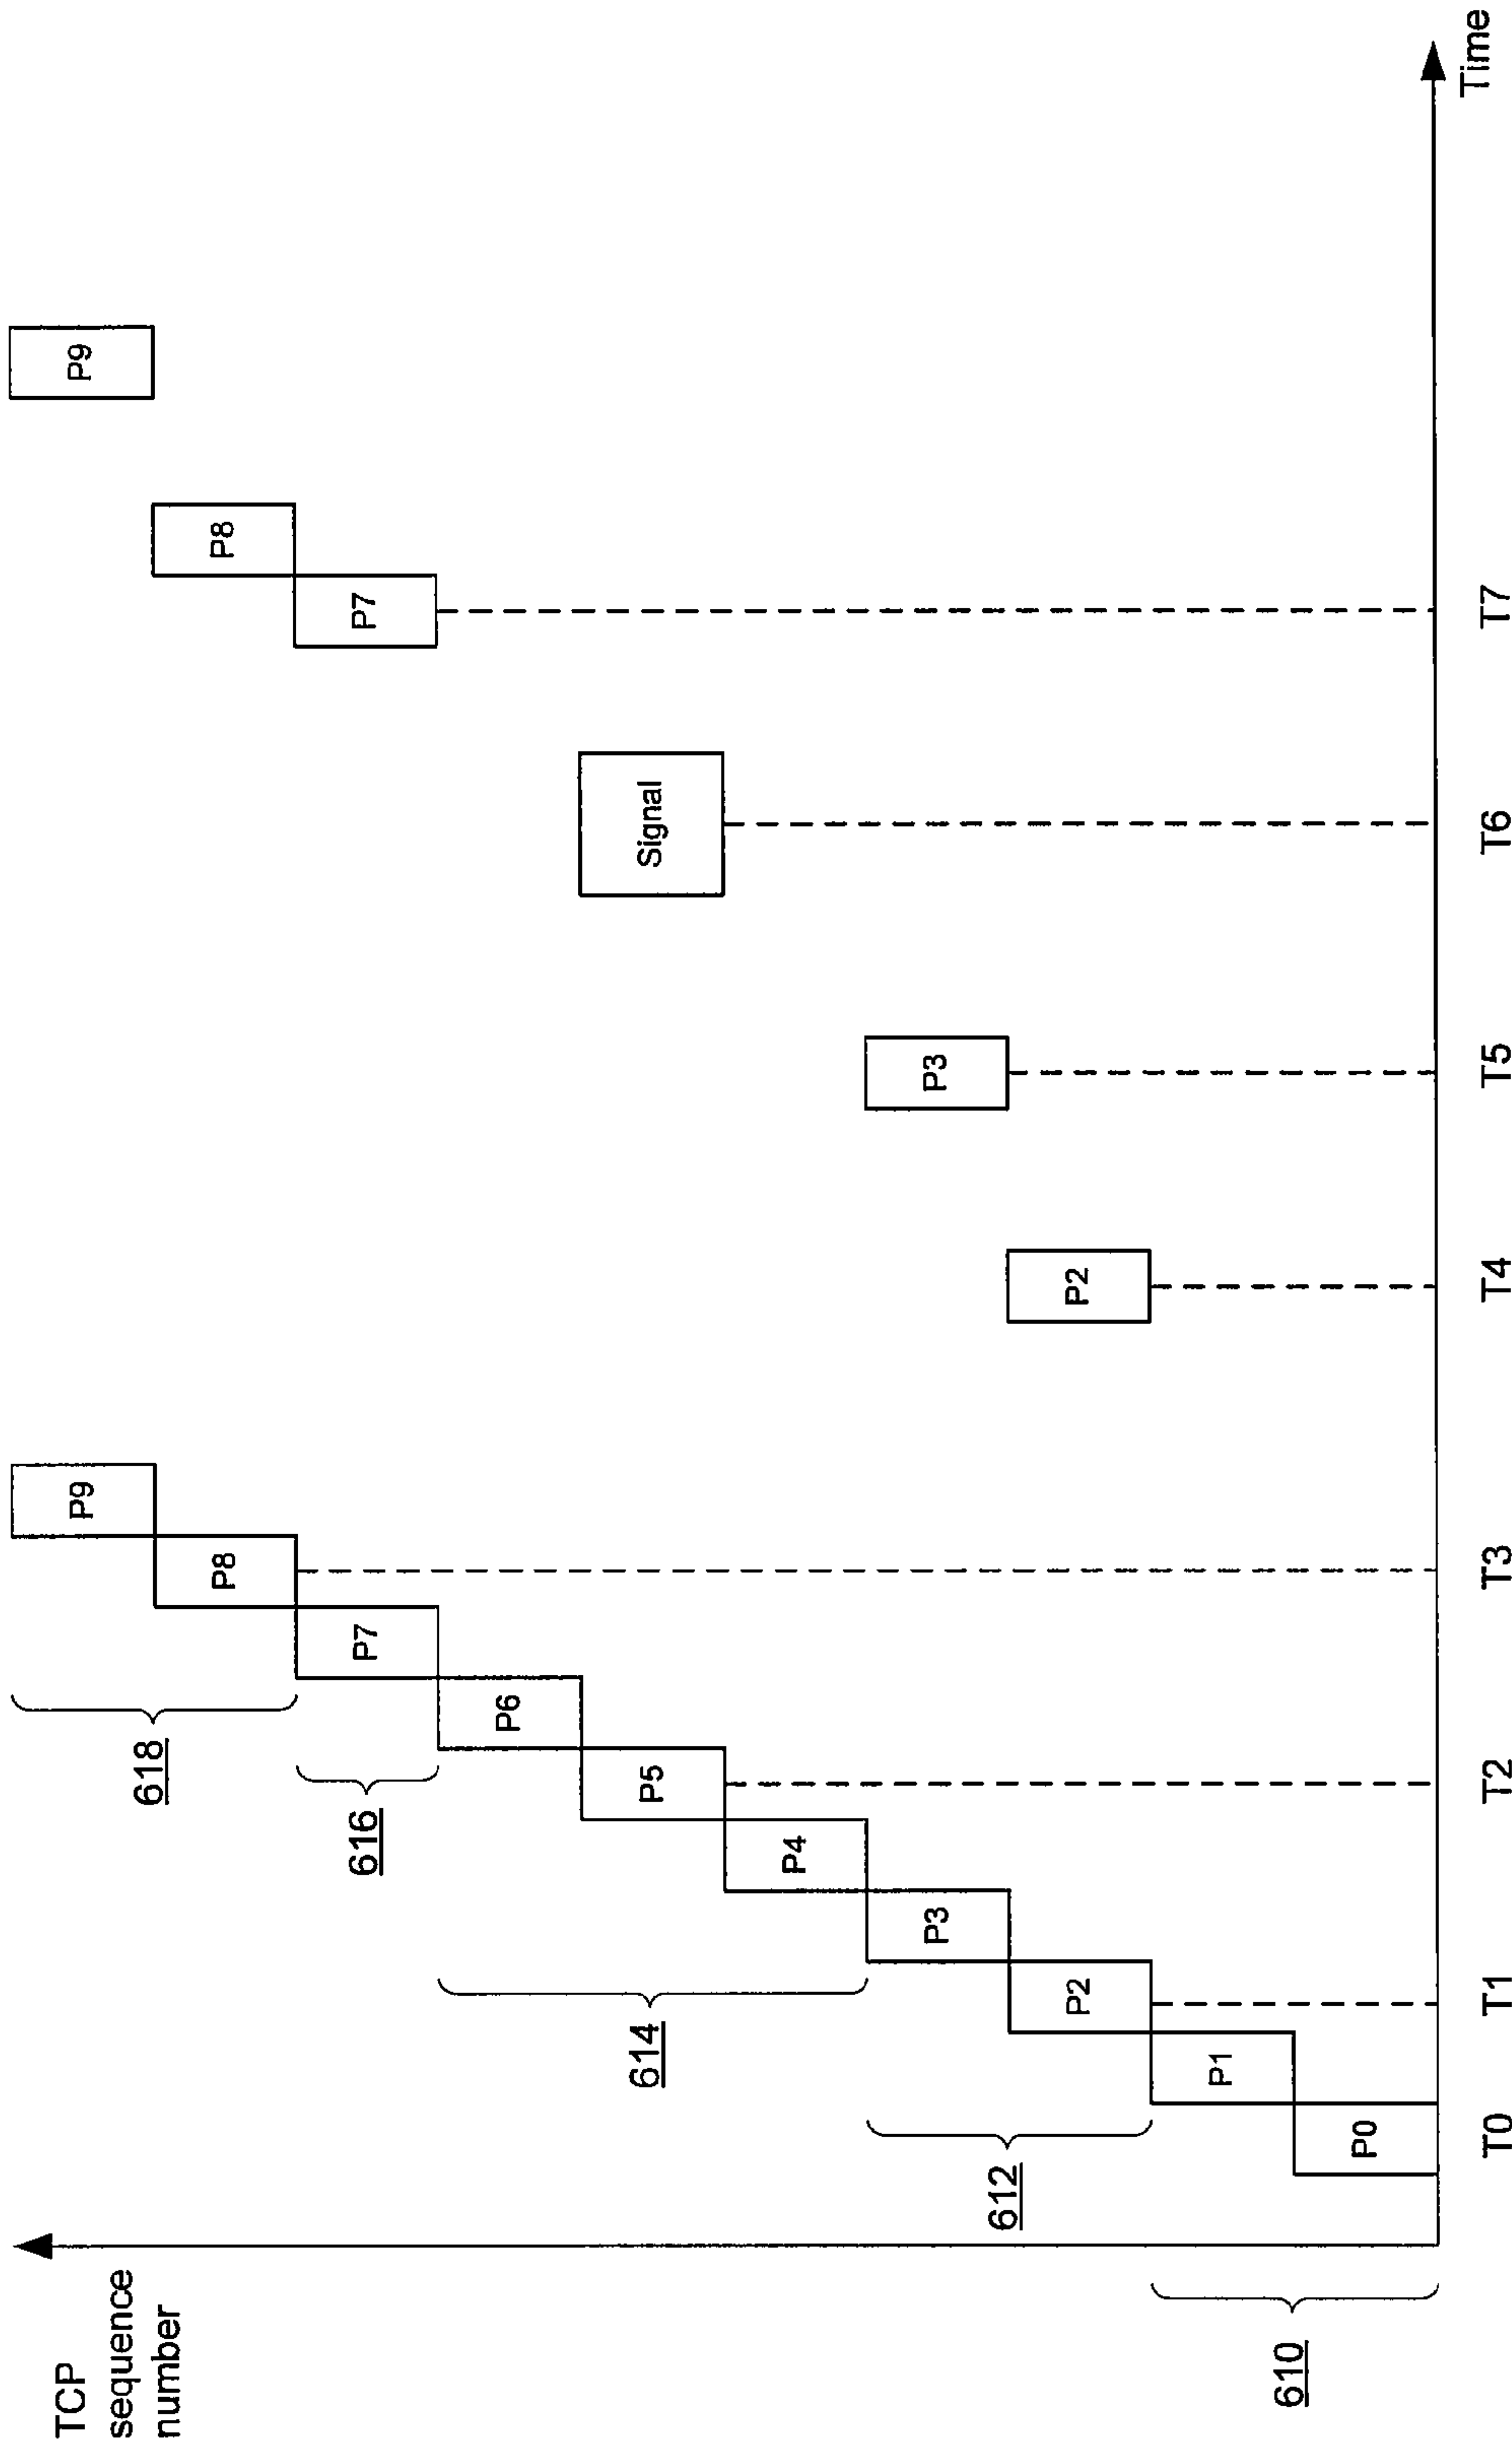 TCP
sequence
number
P9
P9
618
P8
P8
616
P7
P7
P6
614
P5
Signal
P4
P3
P3
612
P2
P2
P1
610
P0
T0
T1
T2
T3
T4
T5
T6
T7
Time